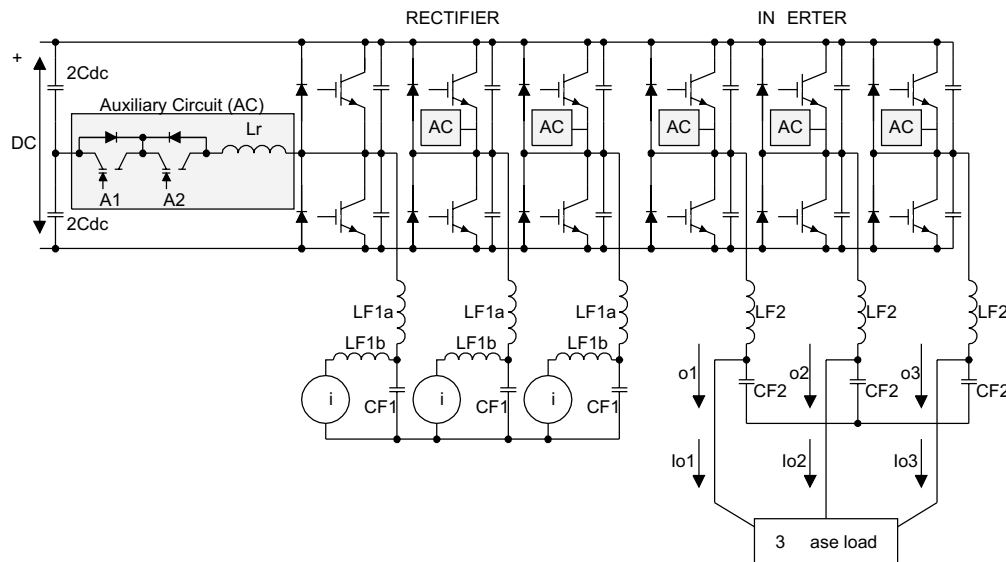 RECTIFIER
IN ERTER
+
2Cdc
Auxiliary Circuit (AC)
Lr
DC
A1
A2
2Cdc
AC
AC
AC
AC
AC
LF1a
LF1a
LF1a
LF2
LF2
LF2
LF1b
LF1b
LF1b
i
i
i
CF1
CF1
CF1
o1
o2
o3
CF2
CF2
CF2
Io1
Io2
Io3
3 ase load